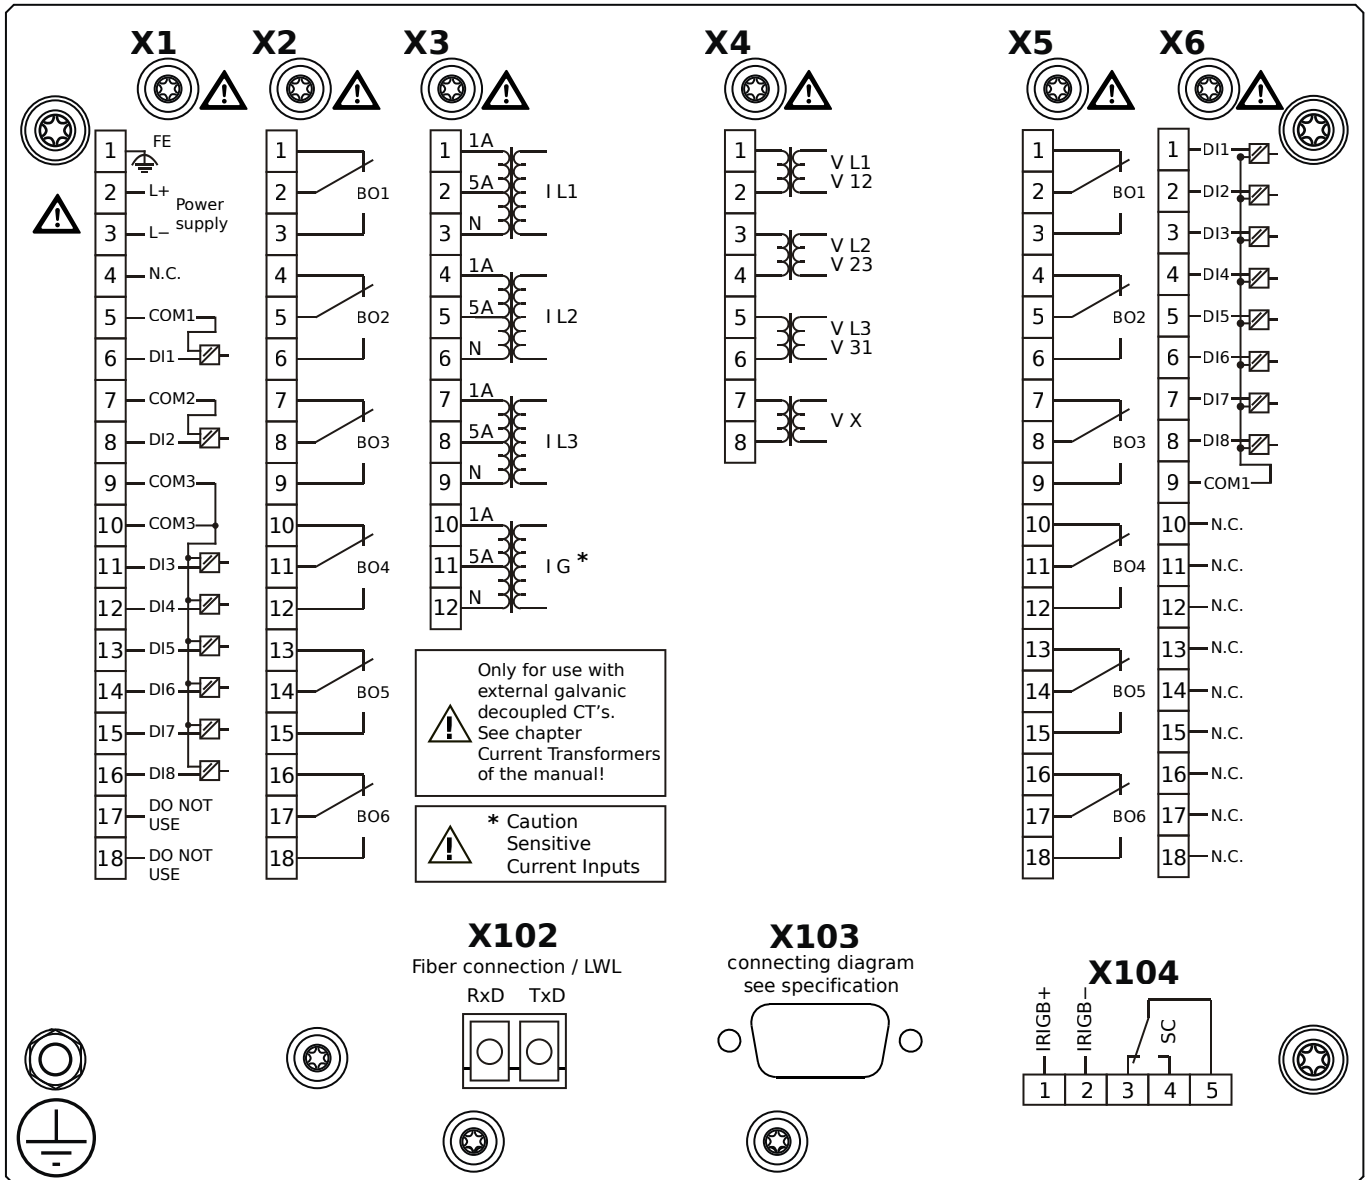 X1
X2
X3
X4
X5
X6
1 FE
2 L+
Power
supply
3 L−
4 N.C.
5 COM1
6 DI1
7 COM2
8 DI2
9 COM3
10 COM3
11 DI3
12 DI4
13 DI5
14 DI6
15 DI7
16 DI8
17 DO NOT
USE
18 DO NOT
USE
1
2 BO1
3
4
5 BO2
6
7
8 BO3
9
10
11 BO4
12
13
14 BO5
15
16
17 BO6
18
1 1A
2 5A I L1
3 N
4 1A
5 5A I L2
6 N
7 1A
8 5A I L3
9 N
10 1A
11 5A I G *
12 N
Only for use with
external galvanic
decoupled CT's.
See chapter
Current Transformers
of the manual!
* Caution
Sensitive
Current Inputs
1 V L1
2 V 12
3 V L2
4 V 23
5 V L3
6 V 31
7 V X
8
1
2 BO1
3
4
5 BO2
6
7
8 BO3
9
10
11 BO4
12
13
14 BO5
15
16
17 BO6
18
1 DI1
2 DI2
3 DI3
4 DI4
5 DI5
6 DI6
7 DI7
8 DI8
9 COM1
10 N.C.
11 N.C.
12 N.C.
13 N.C.
14 N.C.
15 N.C.
16 N.C.
17 N.C.
18 N.C.
X102
Fiber connection / LWL
RxD TxD
X103
connecting diagram
see specification
X104
IRIGB+
IRIGB−
SC
1 2 3 4 5